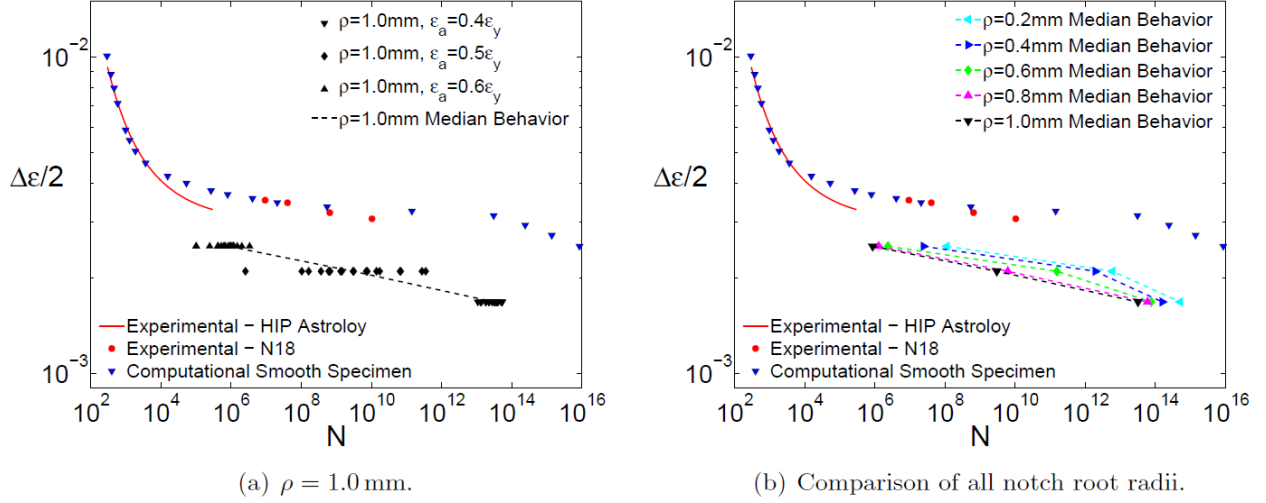 ρ=1.0mm, ε_a=0.4ε_y
ρ=1.0mm, ε_a=0.5ε_y
ρ=1.0mm, ε_a=0.6ε_y
ρ=1.0mm Median Behavior
10^−2
Δε/2
10^−3
Experimental − HIP Astroloy
Experimental − N18
Computational Smooth Specimen
10^2 10^4 10^6 10^8 10^10 10^12 10^14 10^16
N
(a) ρ = 1.0 mm.
ρ=0.2mm Median Behavior
ρ=0.4mm Median Behavior
ρ=0.6mm Median Behavior
ρ=0.8mm Median Behavior
ρ=1.0mm Median Behavior
10^−2
Δε/2
10^−3
Experimental − HIP Astroloy
Experimental − N18
Computational Smooth Specimen
10^2 10^4 10^6 10^8 10^10 10^12 10^14 10^16
N
(b) Comparison of all notch root radii.